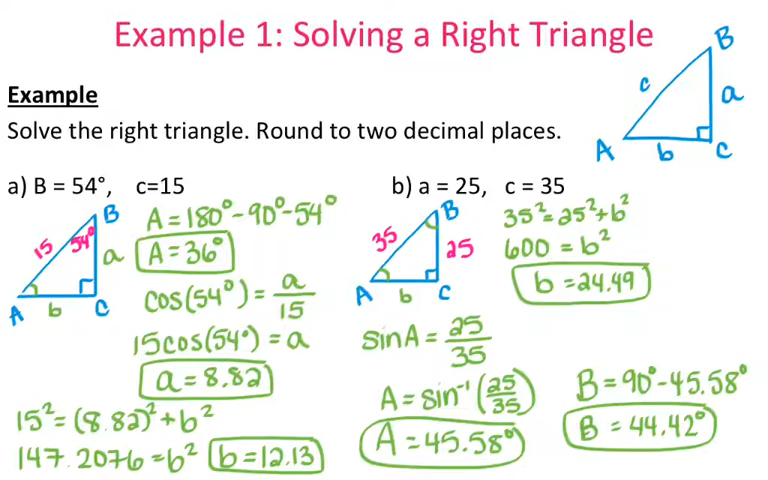 Example 1: Solving a Right Triangle
B
c
a
A
b
C
Example
Solve the right triangle. Round to two decimal places.
a) B = 54°, c=15
B
15
54°
a
A
b
C
A = 180° - 90° - 54°
A = 36°
cos(54°) = a/15
15cos(54°) = a
a = 8.82
15² = (8.82)² + b²
147.2076 = b²
b = 12.13
b) a = 25, c = 35
B
35
25
A
b
C
35² = 25² + b²
600 = b²
b = 24.49
sin A = 25/35
A = sin⁻¹(25/35)
A = 45.58°
B = 90° - 45.58°
B = 44.42°